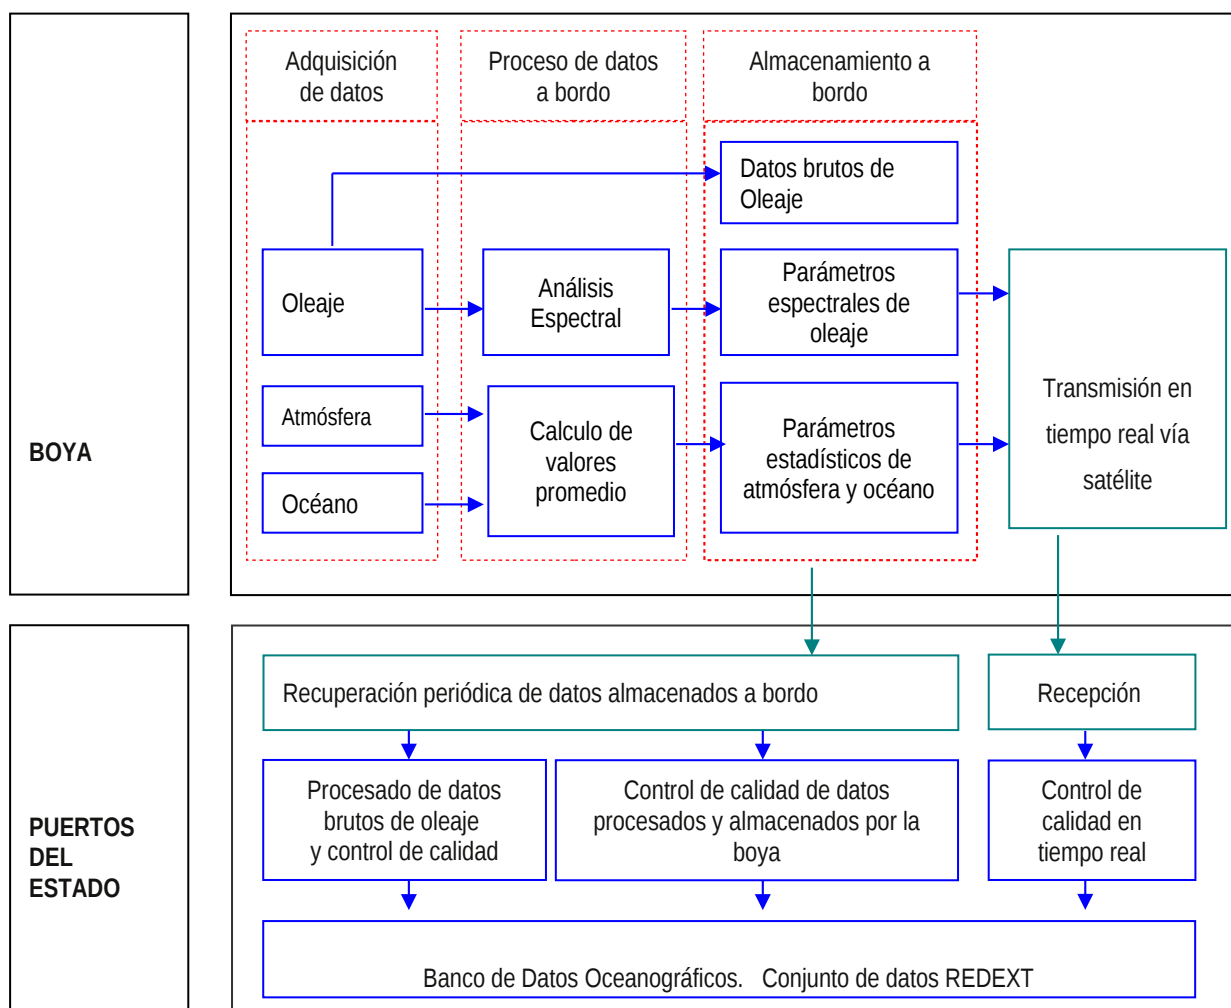 Adquisición
de datos
Proceso de datos
a bordo
Almacenamiento a
bordo
Datos brutos de
Oleaje
Oleaje
Análisis
Espectral
Parámetros
espectrales de
oleaje
BOYA
Atmósfera
Océano
Calculo de
valores
promedio
Parámetros
estadísticos de
atmósfera y océano
Transmisión en
tiempo real vía
satélite
PUERTOS
DEL
ESTADO
Recuperación periódica de datos almacenados a bordo
Recepción
Procesado de datos
brutos de oleaje
y control de calidad
Control de calidad de datos
procesados y almacenados por la
boya
Control de
calidad en
tiempo real
Banco de Datos Oceanográficos. Conjunto de datos REDEXT